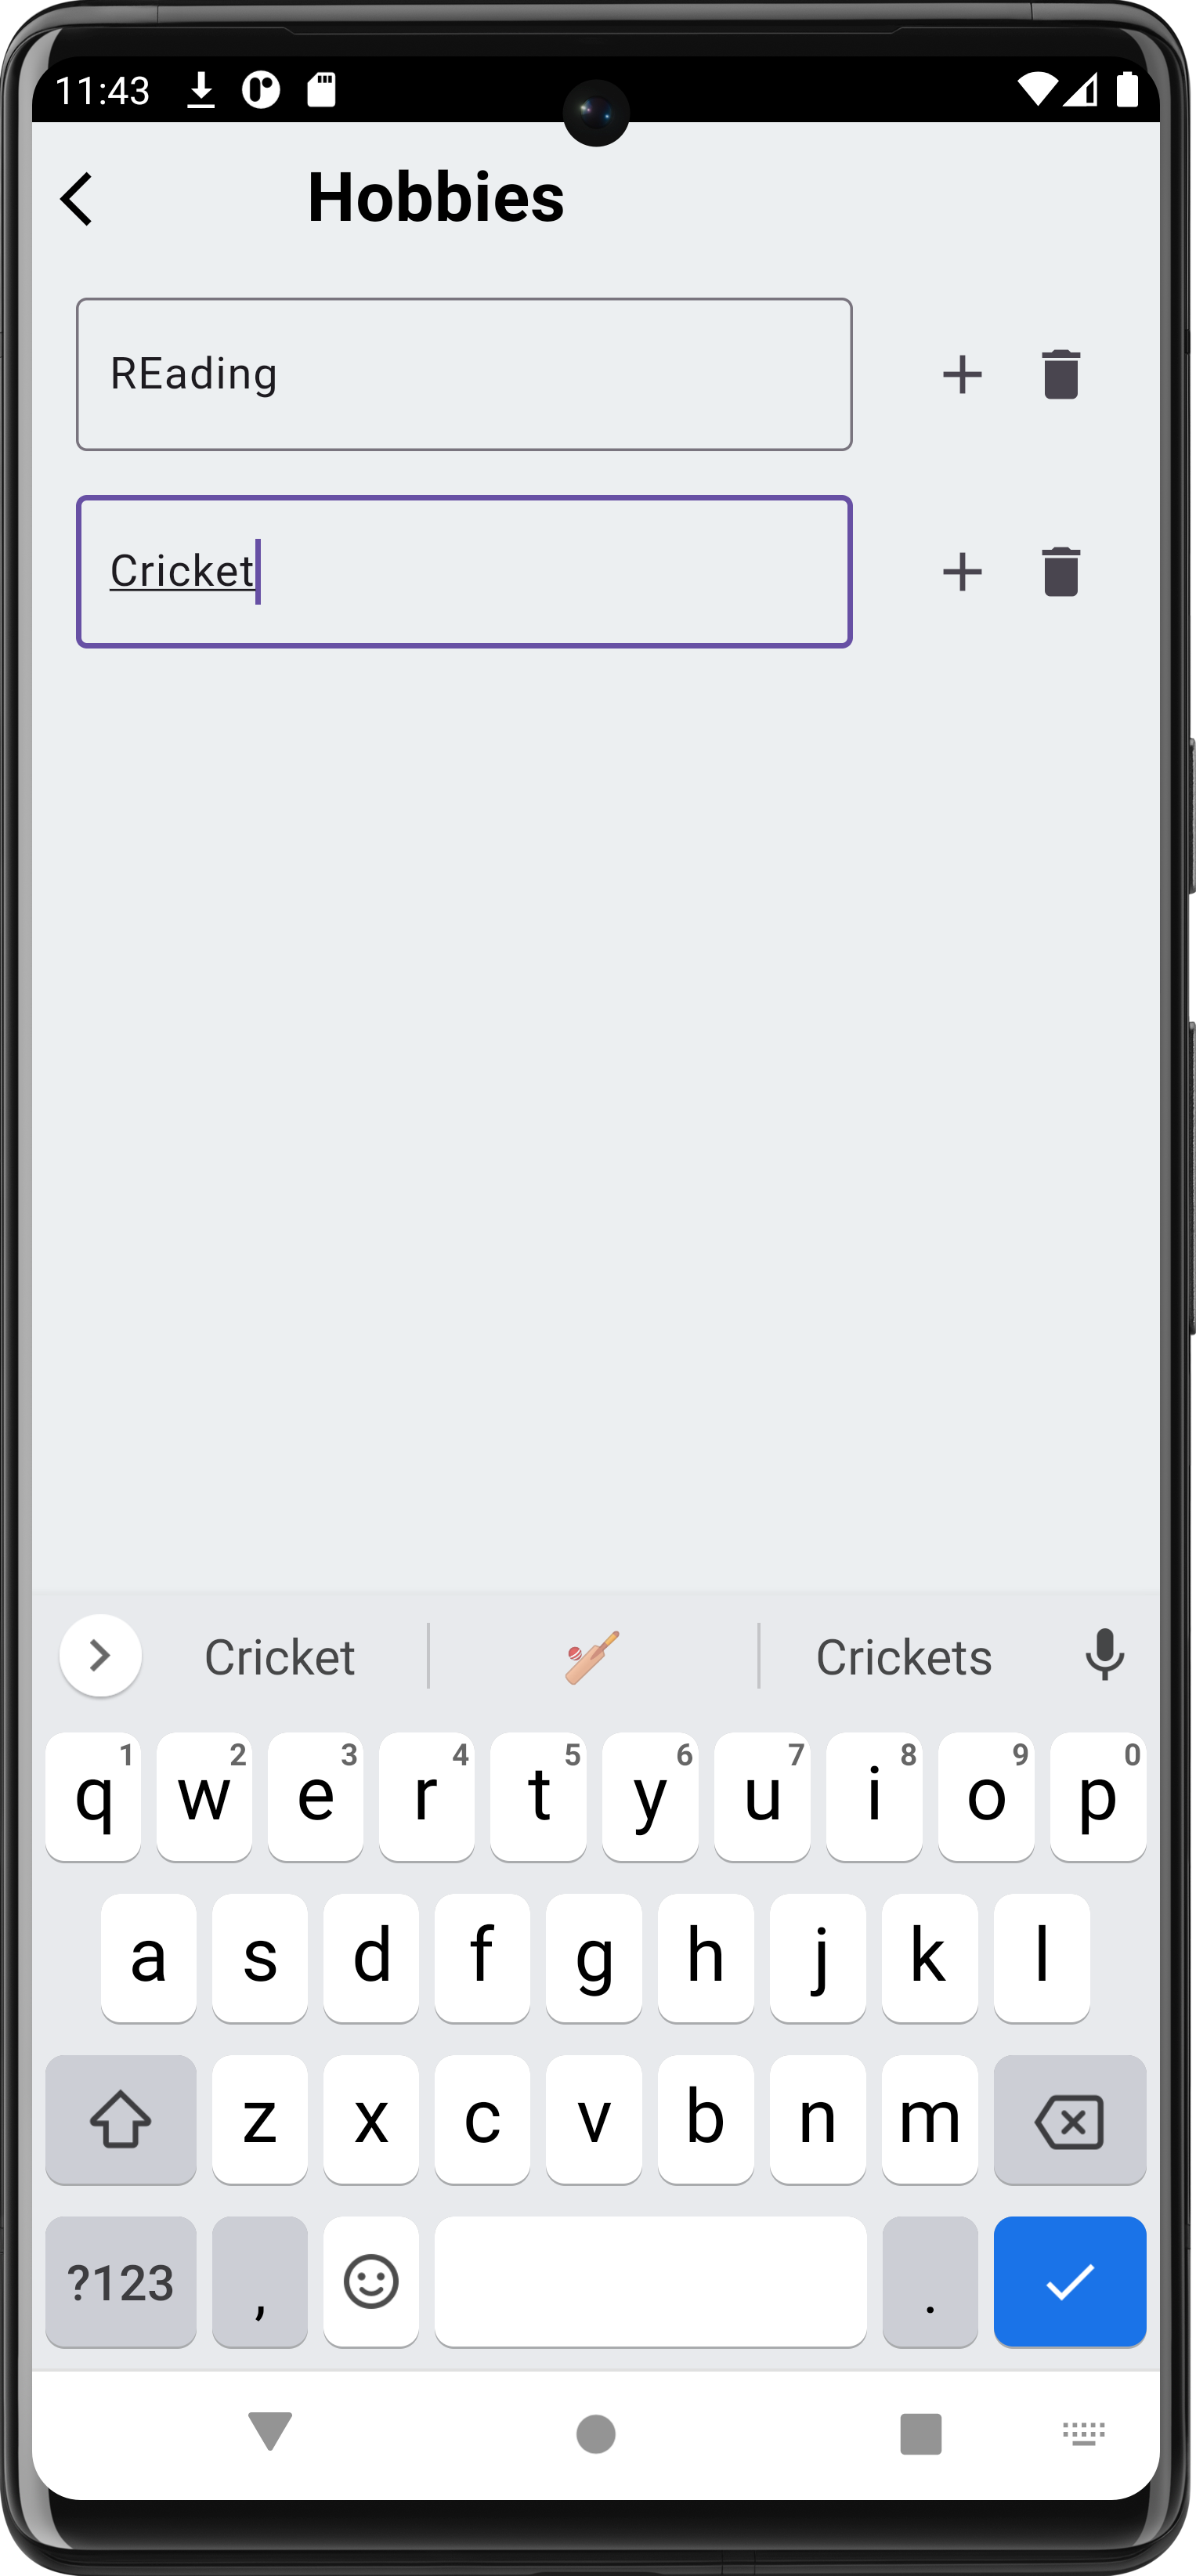 11:43
Hobbies
REading
Cricket
Cricket Crickets
q1 w2 e3 r4 t5 y6 u7 i8 o9 p0
a s d f g h j k l
z x c v b n m
?123 , .